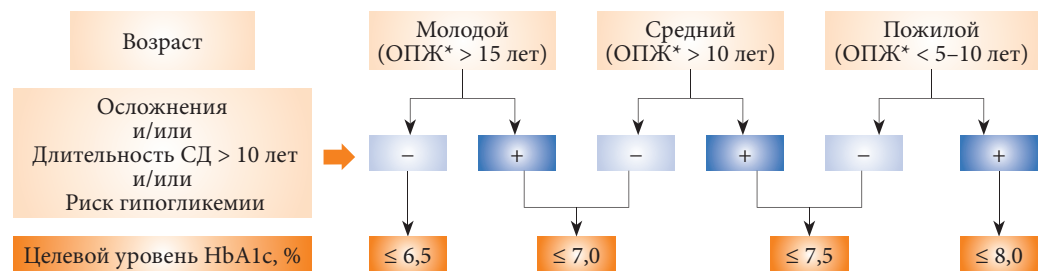 Возраст
Молодой
(ОПЖ* > 15 лет)
Средний
(ОПЖ* > 10 лет)
Пожилой
(ОПЖ* < 5–10 лет)
Осложнения
и/или
Длительность СД > 10 лет
и/или
Риск гипогликемии
– + – + – +
Целевой уровень HbA1c, %
≤ 6,5
≤ 7,0
≤ 7,5
≤ 8,0